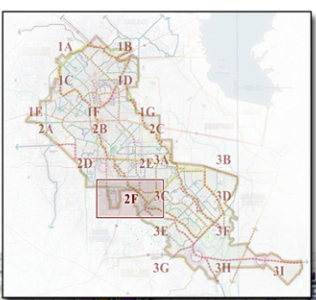 1A 1B
1C 1D
1E 1F 1G
2A 2B 2C
2D 2E 3A 3B
2F 3C 3D
3E 3F
3G 3H 3I